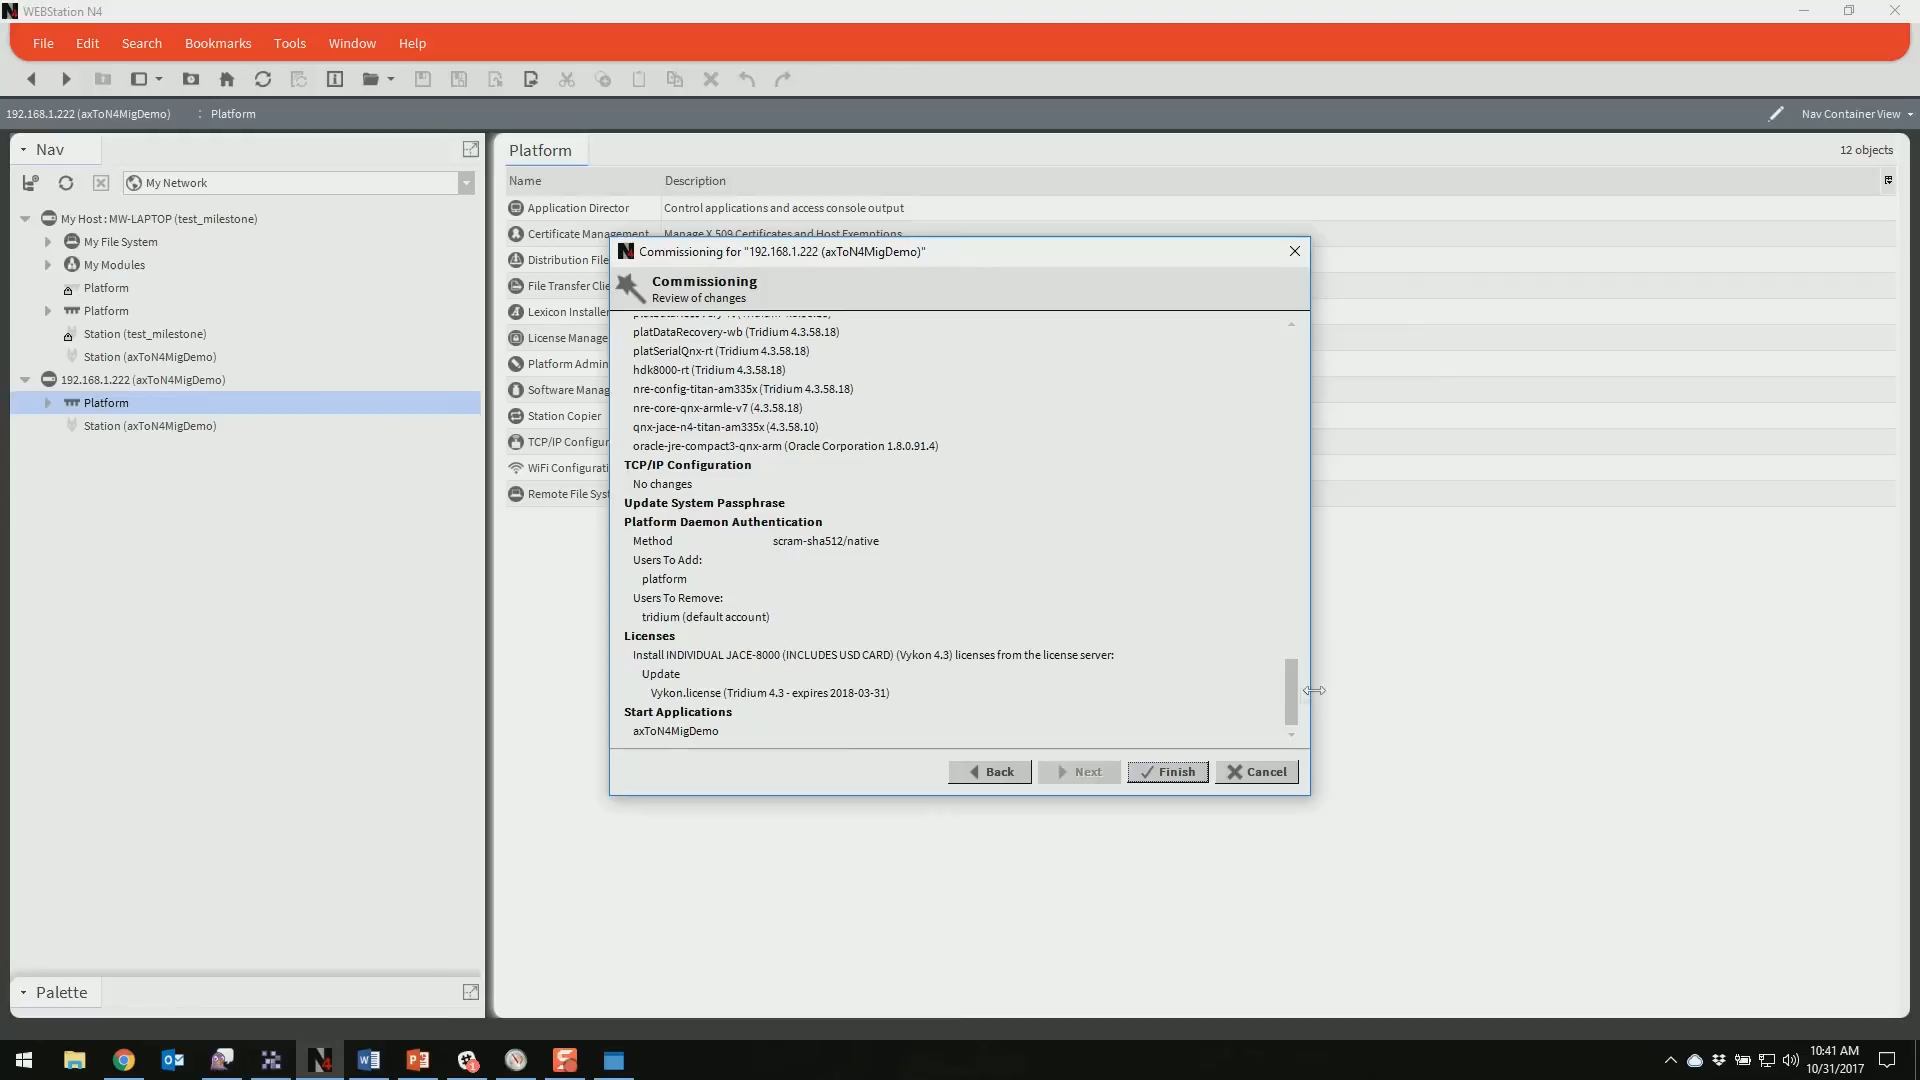 WEBStation N4
File Edit Search Bookmarks Tools Window Help
192.168.1.222 (axToN4MigDemo) : Platform
Nav Container View
Nav
My Network
My Host : MW-LAPTOP (test_milestone)
My File System
My Modules
Platform
Platform
Station (test_milestone)
Station (axToN4MigDemo)
192.168.1.222 (axToN4MigDemo)
Platform
Station (axToN4MigDemo)
Palette
Platform
12 objects
Name Description
Application Director Control applications and access console output
Certificate Management Manage X.509 Certificates and Host Exemptions
Distribution File
File Transfer Clie
Lexicon Installer
License Manage
Platform Admin
Software Manag
Station Copier
TCP/IP Configur
WiFi Configurati
Remote File Syst
Commissioning for "192.168.1.222 (axToN4MigDemo)"
Commissioning
Review of changes
platDataRecovery-wb (Tridium 4.3.58.18)
platSerialQnx-rt (Tridium 4.3.58.18)
hdk8000-rt (Tridium 4.3.58.18)
nre-config-titan-am335x (Tridium 4.3.58.18)
nre-core-qnx-armle-v7 (4.3.58.18)
qnx-jace-n4-titan-am335x (4.3.58.10)
oracle-jre-compact3-qnx-arm (Oracle Corporation 1.8.0.91.4)
TCP/IP Configuration
No changes
Update System Passphrase
Platform Daemon Authentication
Method scram-sha512/native
Users To Add:
platform
Users To Remove:
tridium (default account)
Licenses
Install INDIVIDUAL JACE-8000 (INCLUDES USD CARD) (Vykon 4.3) licenses from the license server:
Update
Vykon.license (Tridium 4.3 - expires 2018-03-31)
Start Applications
axToN4MigDemo
Back Next Finish Cancel
10:41 AM
10/31/2017